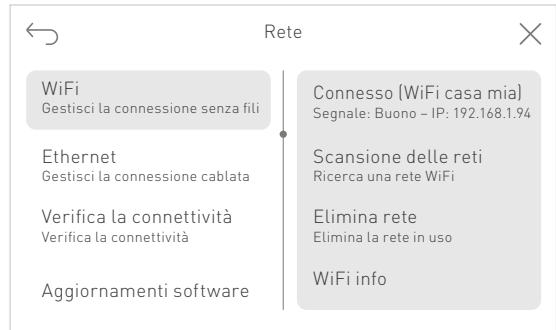 Rete
WiFi
Gestisci la connessione senza fili
Ethernet
Gestisci la connessione cablata
Verifica la connettività
Verifica la connettività
Aggiornamenti software
Connesso (WiFi casa mia)
Segnale: Buono – IP: 192.168.1.94
Scansione delle reti
Ricerca una rete WiFi
Elimina rete
Elimina la rete in uso
WiFi info